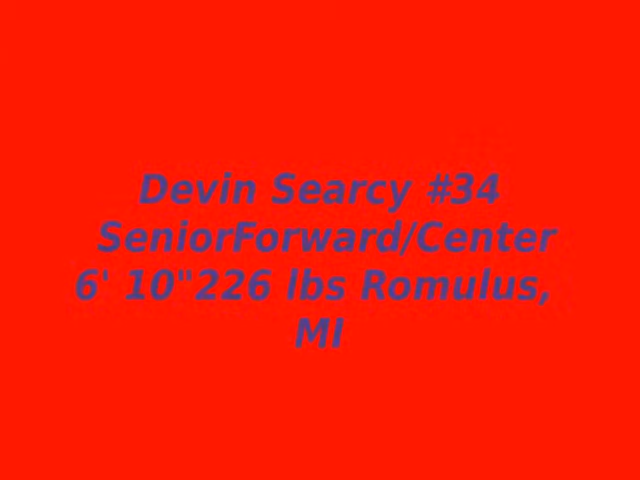 Devin Searcy #34
SeniorForward/Center
6' 10"226 lbs Romulus,
MI